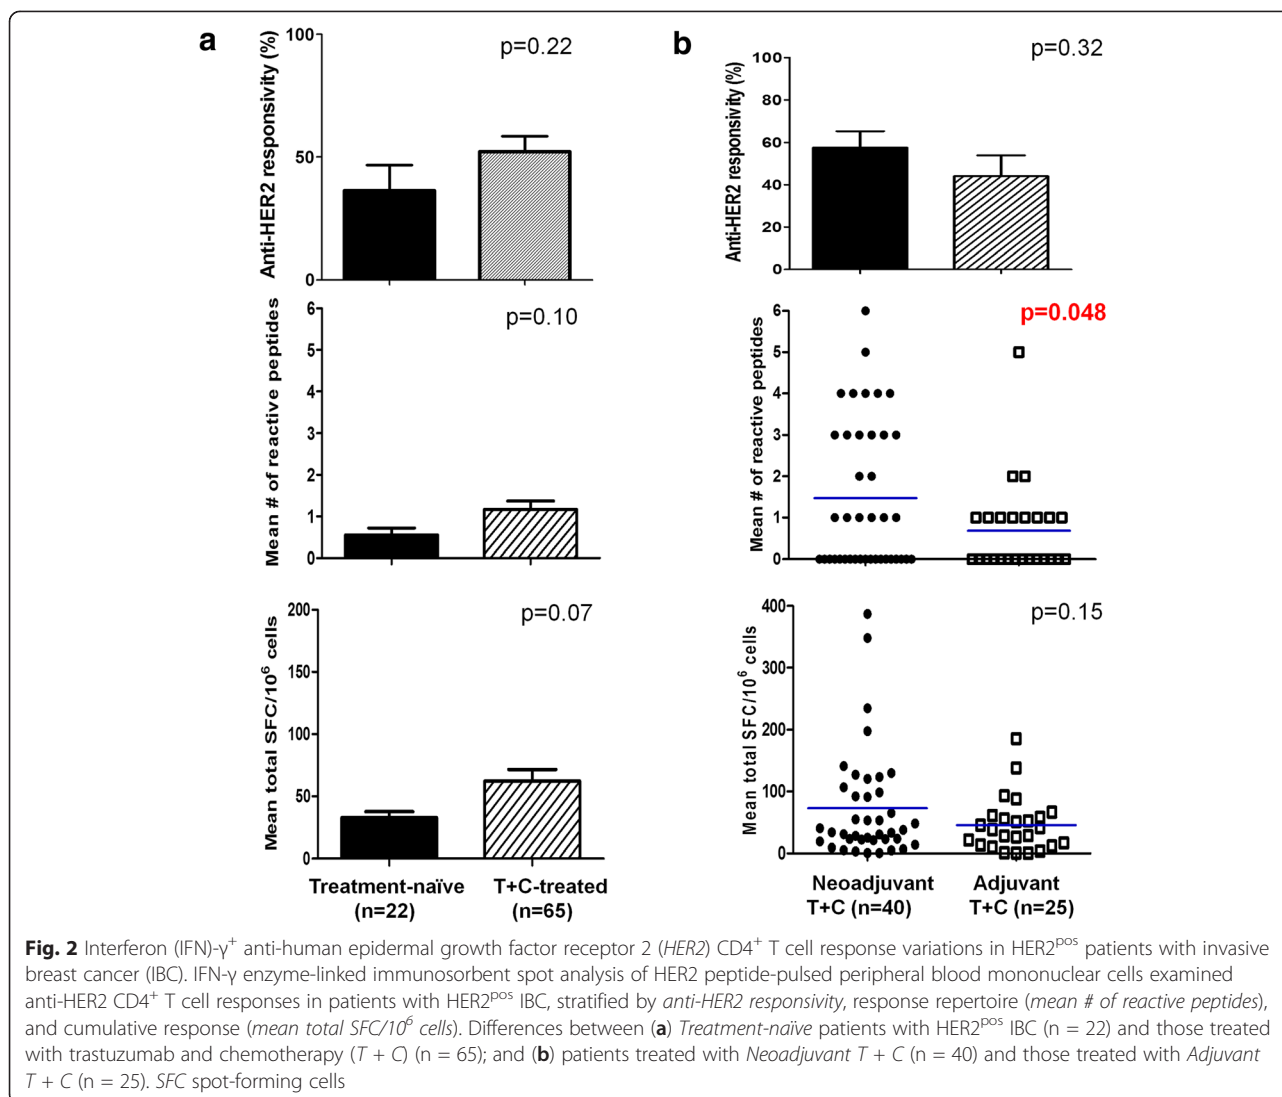 a
Anti-HER2 responsivity (%)
100
50
0
p=0.22
Mean # of reactive peptides
6
5
4
3
2
1
0
p=0.10
Mean total SFC/10⁶ cells
200
150
100
50
0
p=0.07
Treatment-naïve
(n=22)
T+C-treated
(n=65)
b
Anti-HER2 responsivity (%)
100
80
60
40
20
0
p=0.32
Mean # of reactive peptides
6
5
4
3
2
1
0
p=0.048
Mean total SFC/10⁶ cells
400
300
200
100
0
p=0.15
Neoadjuvant
T+C (n=40)
Adjuvant
T+C (n=25)
Fig. 2 Interferon (IFN)-γ⁺ anti-human epidermal growth factor receptor 2 (HER2) CD4⁺ T cell response variations in HER2ᵖᵒˢ patients with invasive
breast cancer (IBC). IFN-γ enzyme-linked immunosorbent spot analysis of HER2 peptide-pulsed peripheral blood mononuclear cells examined
anti-HER2 CD4⁺ T cell responses in patients with HER2ᵖᵒˢ IBC, stratified by anti-HER2 responsivity, response repertoire (mean # of reactive peptides),
and cumulative response (mean total SFC/10⁶ cells). Differences between (a) Treatment-naïve patients with HER2ᵖᵒˢ IBC (n = 22) and those treated
with trastuzumab and chemotherapy (T + C) (n = 65); and (b) patients treated with Neoadjuvant T + C (n = 40) and those treated with Adjuvant
T + C (n = 25). SFC spot-forming cells